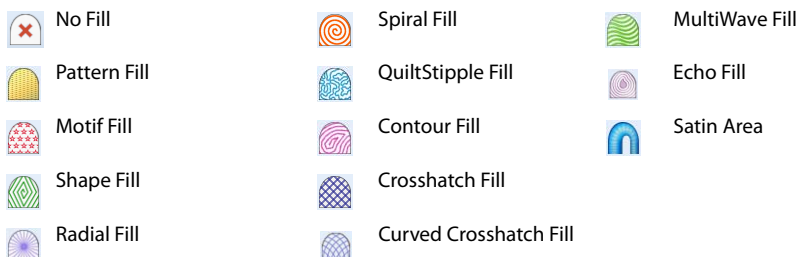 No Fill
Pattern Fill
Motif Fill
Shape Fill
Radial Fill
Spiral Fill
QuiltStipple Fill
Contour Fill
Crosshatch Fill
Curved Crosshatch Fill
MultiWave Fill
Echo Fill
Satin Area